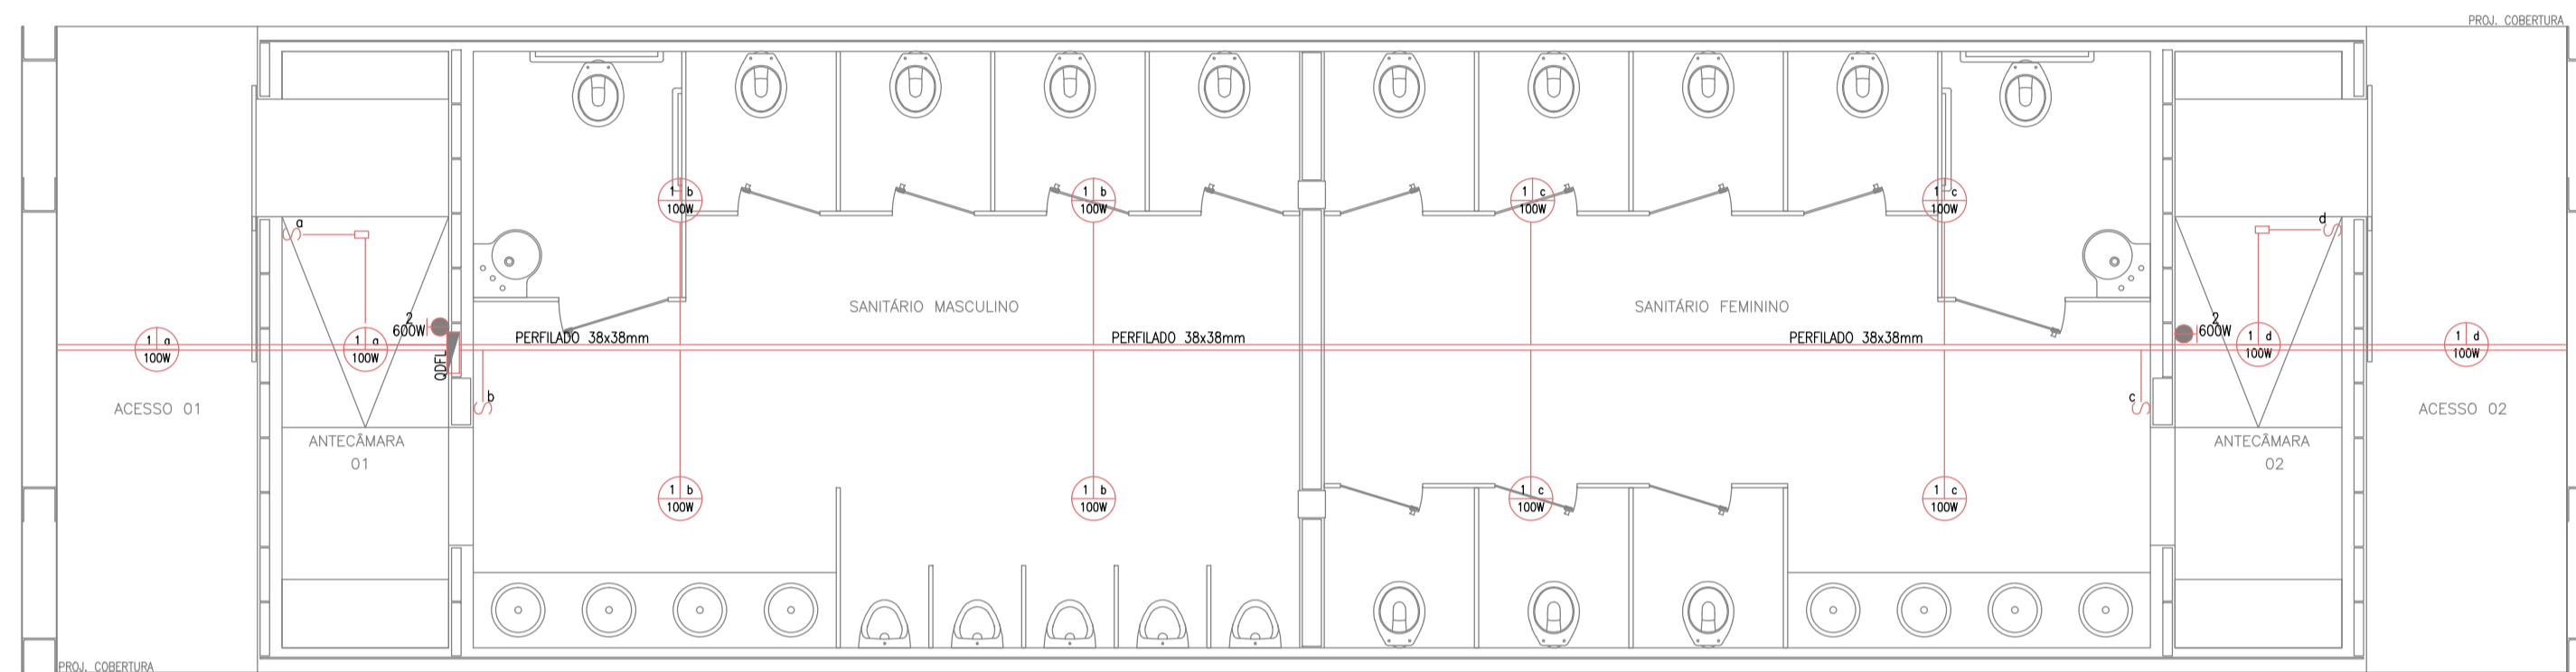 PROJ. COBERTURA
1 b
100W
1 b
100W
1 c
100W
1 c
100W
a
d
SANITÁRIO MASCULINO
SANITÁRIO FEMININO
2
600W
2
600W
PERFILADO 38x38mm
PERFILADO 38x38mm
PERFILADO 38x38mm
1 a
100W
1 a
100W
QDFL
1 d
100W
1 d
100W
b
c
ACESSO 01
ACESSO 02
ANTECÂMARA
01
ANTECÂMARA
02
1 b
100W
1 b
100W
1 c
100W
1 c
100W
PROJ. COBERTURA